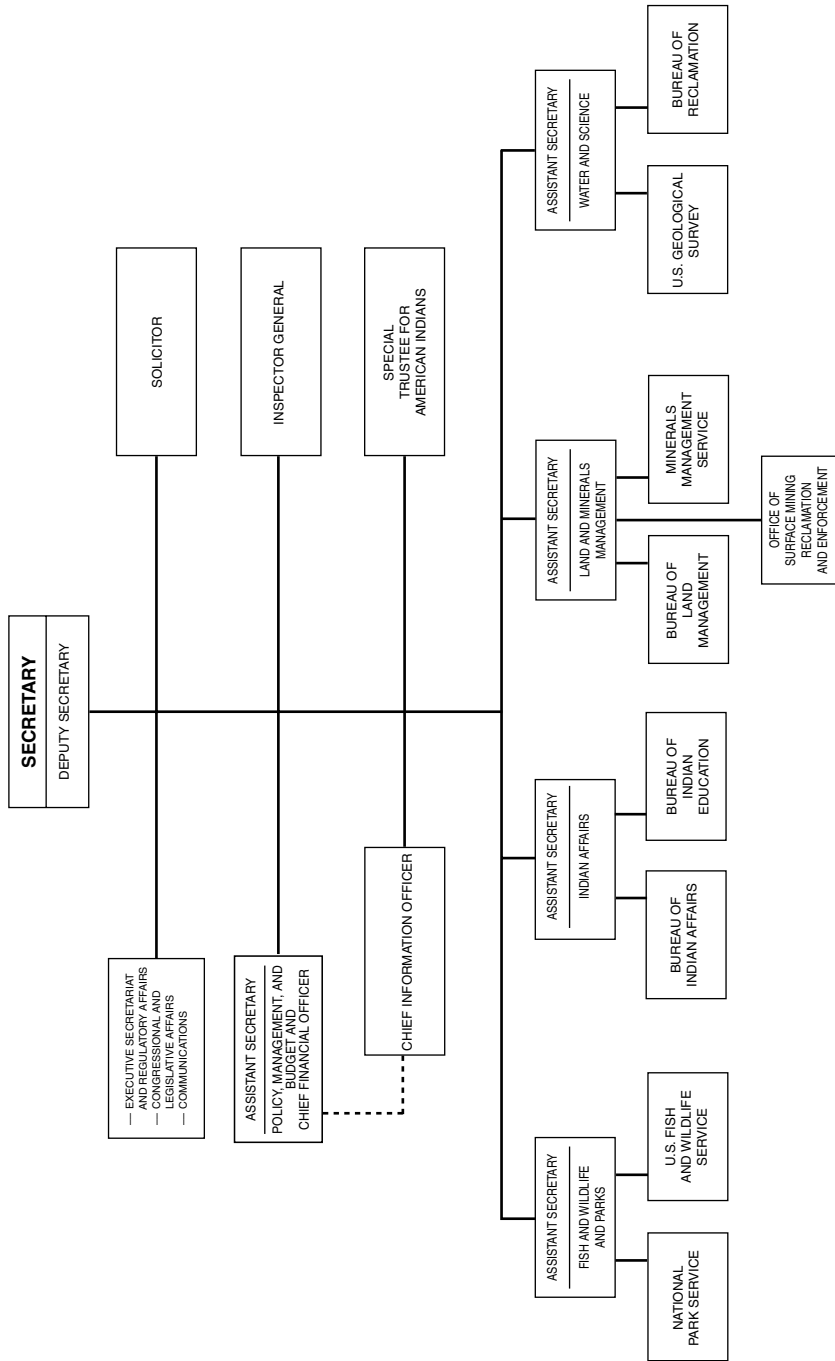 SECRETARY
DEPUTY SECRETARY
— EXECUTIVE SECRETARIAT
AND REGULATORY AFFAIRS
— CONGRESSIONAL AND
LEGISLATIVE AFFAIRS
— COMMUNICATIONS
SOLICITOR
ASSISTANT SECRETARY
POLICY, MANAGEMENT, AND
BUDGET AND
CHIEF FINANCIAL OFFICER
INSPECTOR GENERAL
CHIEF INFORMATION OFFICER
SPECIAL
TRUSTEE FOR
AMERICAN INDIANS
ASSISTANT SECRETARY
FISH AND WILDLIFE
AND PARKS
ASSISTANT SECRETARY
INDIAN AFFAIRS
ASSISTANT SECRETARY
LAND AND MINERALS
MANAGEMENT
ASSISTANT SECRETARY
WATER AND SCIENCE
NATIONAL
PARK SERVICE
U.S. FISH
AND WILDLIFE
SERVICE
BUREAU OF
INDIAN AFFAIRS
BUREAU OF
INDIAN
EDUCATION
BUREAU OF
LAND
MANAGEMENT
MINERALS
MANAGEMENT
SERVICE
U.S. GEOLOGICAL
SURVEY
BUREAU OF
RECLAMATION
OFFICE OF
SURFACE MINING
RECLAMATION
AND ENFORCEMENT